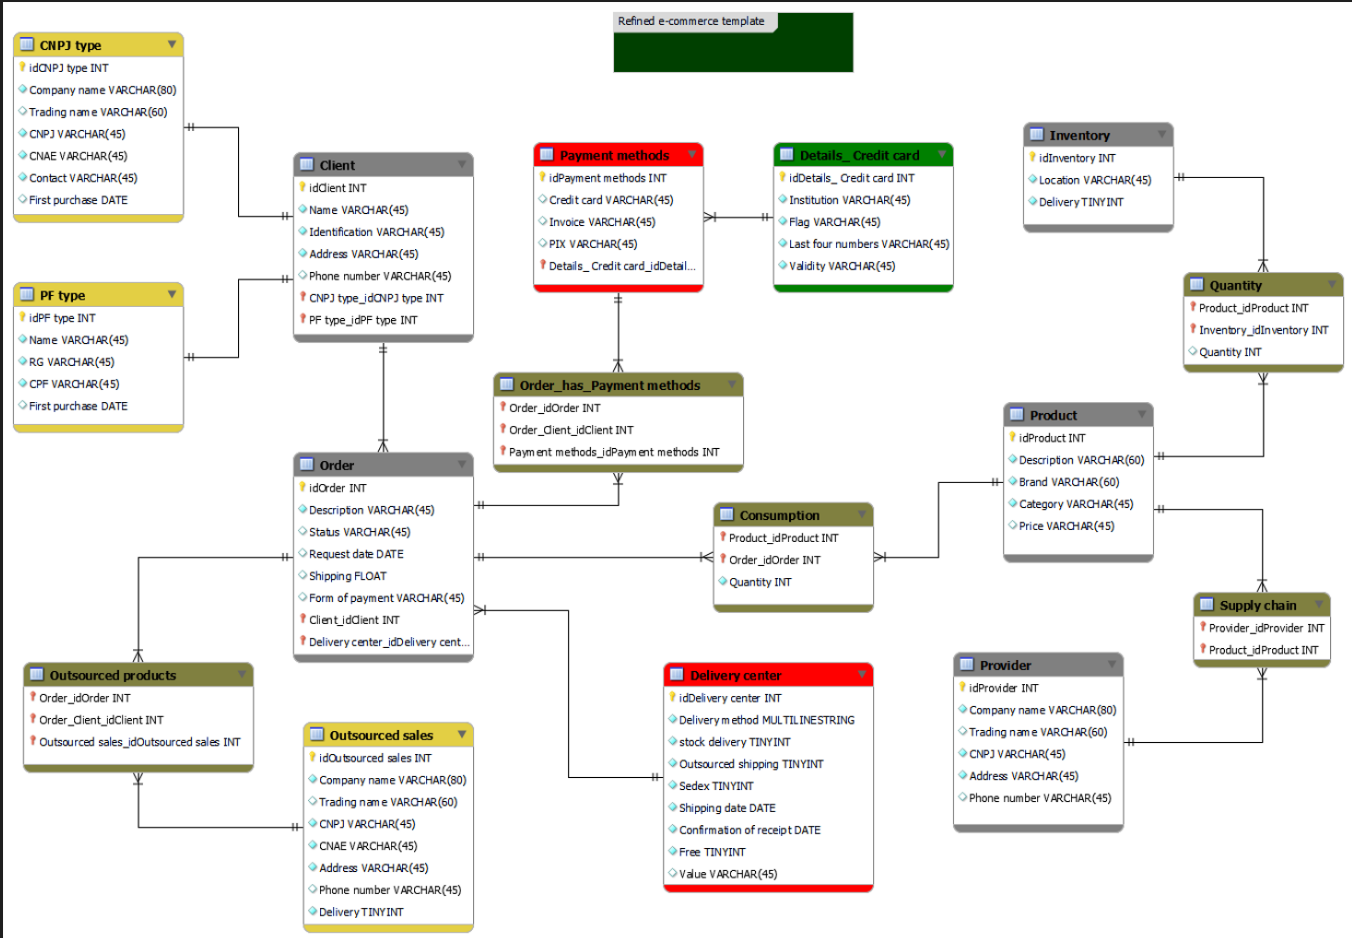 Refined e-commerce template
CNPJ type
idCNPJ type INT
Company name VARCHAR(80)
Trading name VARCHAR(60)
CNPJ VARCHAR(45)
CNAE VARCHAR(45)
Contact VARCHAR(45)
First purchase DATE
PF type
idPF type INT
Name VARCHAR(45)
RG VARCHAR(45)
CPF VARCHAR(45)
First purchase DATE
Client
idClient INT
Name VARCHAR(45)
Identification VARCHAR(45)
Address VARCHAR(45)
Phone number VARCHAR(45)
CNPJ type_idCNPJ type INT
PF type_idPF type INT
Payment methods
idPayment methods INT
Credit card VARCHAR(45)
Invoice VARCHAR(45)
PIX VARCHAR(45)
Details_ Credit card_idDetail...
Details_ Credit card
idDetails_ Credit card INT
Institution VARCHAR(45)
Flag VARCHAR(45)
Last four numbers VARCHAR(45)
Validity VARCHAR(45)
Inventory
idInventory INT
Location VARCHAR(45)
Delivery TINYINT
Quantity
Product_idProduct INT
Inventory_idInventory INT
Quantity INT
Order_has_Payment methods
Order_idOrder INT
Order_Client_idClient INT
Payment methods_idPayment methods INT
Product
idProduct INT
Description VARCHAR(60)
Brand VARCHAR(60)
Category VARCHAR(45)
Price VARCHAR(45)
Order
idOrder INT
Description VARCHAR(45)
Status VARCHAR(45)
Request date DATE
Shipping FLOAT
Form of payment VARCHAR(45)
Client_idClient INT
Delivery center_idDelivery cent...
Consumption
Product_idProduct INT
Order_idOrder INT
Quantity INT
Supply chain
Provider_idProvider INT
Product_idProduct INT
Outsourced products
Order_idOrder INT
Order_Client_idClient INT
Outsourced sales_idOutsourced sales INT
Outsourced sales
idOutsourced sales INT
Company name VARCHAR(80)
Trading name VARCHAR(60)
CNPJ VARCHAR(45)
CNAE VARCHAR(45)
Address VARCHAR(45)
Phone number VARCHAR(45)
Delivery TINYINT
Delivery center
idDelivery center INT
Delivery method MULTILINESTRING
stock delivery TINYINT
Outsourced shipping TINYINT
Sedex TINYINT
Shipping date DATE
Confirmation of receipt DATE
Free TINYINT
Value VARCHAR(45)
Provider
idProvider INT
Company name VARCHAR(80)
Trading name VARCHAR(60)
CNPJ VARCHAR(45)
Address VARCHAR(45)
Phone number VARCHAR(45)